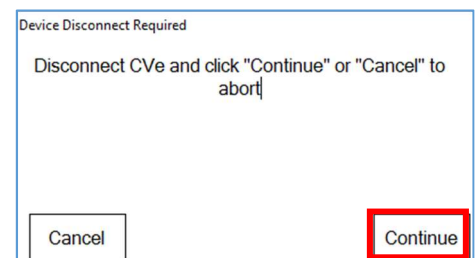 Device Disconnect Required
Disconnect CVe and click "Continue" or "Cancel" to
abort
Cancel
Continue